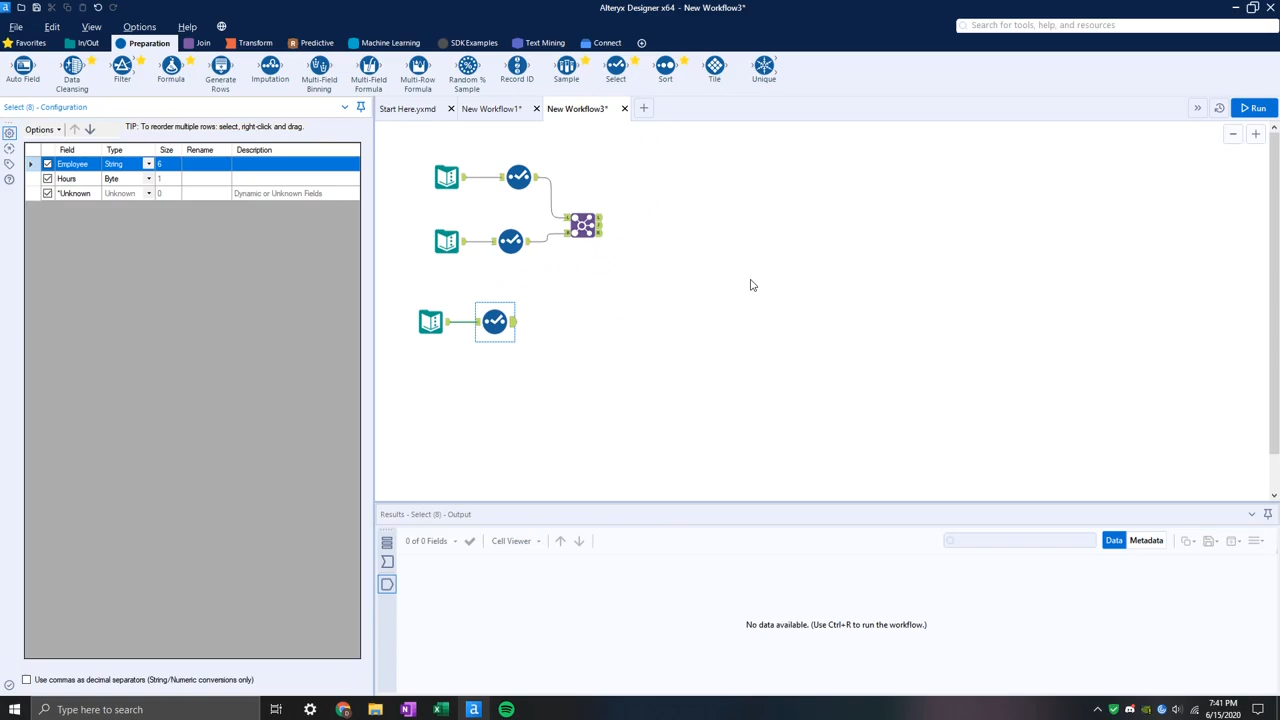 Alteryx Designer x64 - New Workflow3*
File Edit View Options Help
Search for tools, help, and resources
Favorites In/Out Preparation Join Transform Predictive Machine Learning SDK Examples Text Mining Connect
Auto Field Data Cleansing Filter Formula Generate Rows Imputation Multi-Field Binning Multi-Field Formula Multi-Row Formula Random % Sample Record ID Sample Select Sort Tile Unique
Select (8) - Configuration
Start Here.yxmd New Workflow1* New Workflow3*
Run
Options TIP: To reorder multiple rows: select, right-click and drag.
Field Type Size Rename Description
Employee String 6
Hours Byte 1
*Unknown Unknown 0 Dynamic or Unknown Fields
L L
J
R R
Results - Select (8) - Output
0 of 0 Fields Cell Viewer Data Metadata
No data available. (Use Ctrl+R to run the workflow.)
Use commas as decimal separators (String/Numeric conversions only)
Type here to search
7:41 PM
6/15/2020